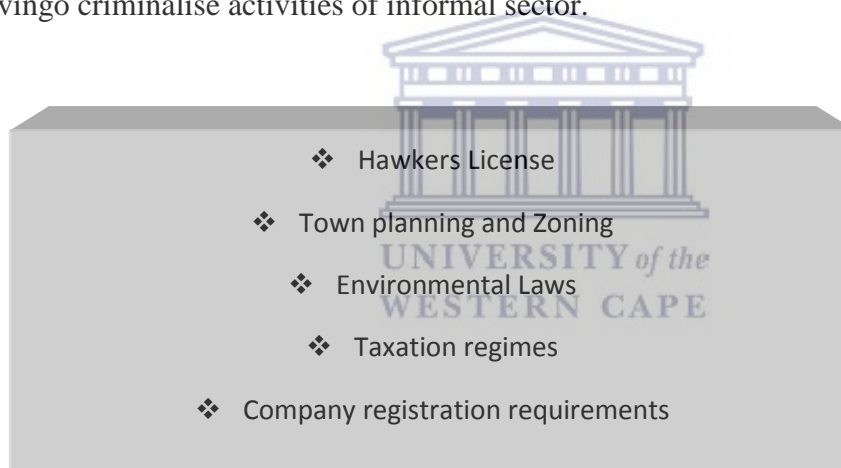 vingo criminalise activities of informal sector.
❖ Hawkers License
❖ Town planning and Zoning
UNIVERSITY of the
❖ Environmental Laws
WESTERN CAPE
❖ Taxation regimes
❖ Company registration requirements